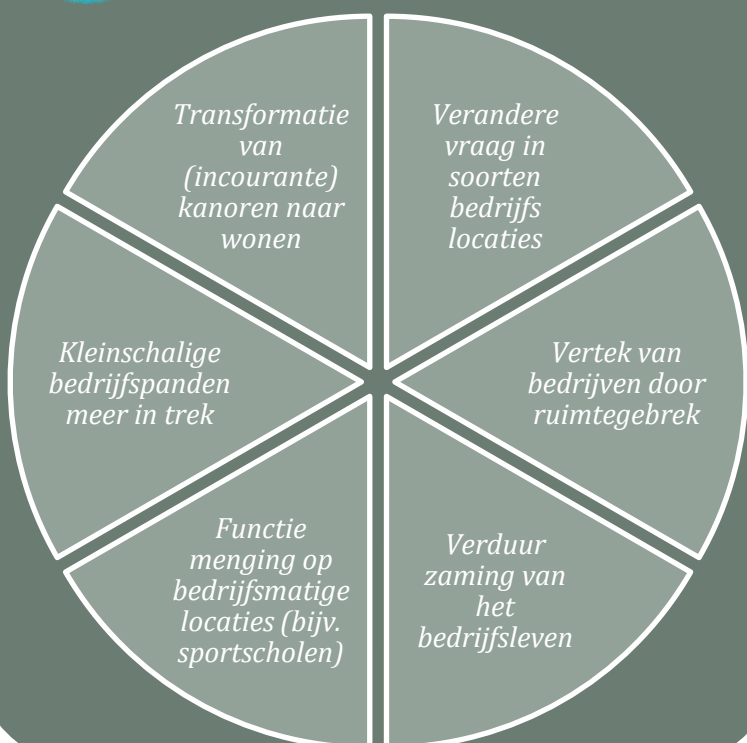 Transformatie
van
(incourante)
kanoren naar
wonen
Verandere
vraag in
soorten
bedrijfs
locaties
Kleinschalige
bedrijfspanden
meer in trek
Vertek van
bedrijven door
ruimtegebrek
Functie
menging op
bedrijfsmatige
locaties (bijv.
sportscholen)
Verduur
zaming van
het
bedrijfsleven